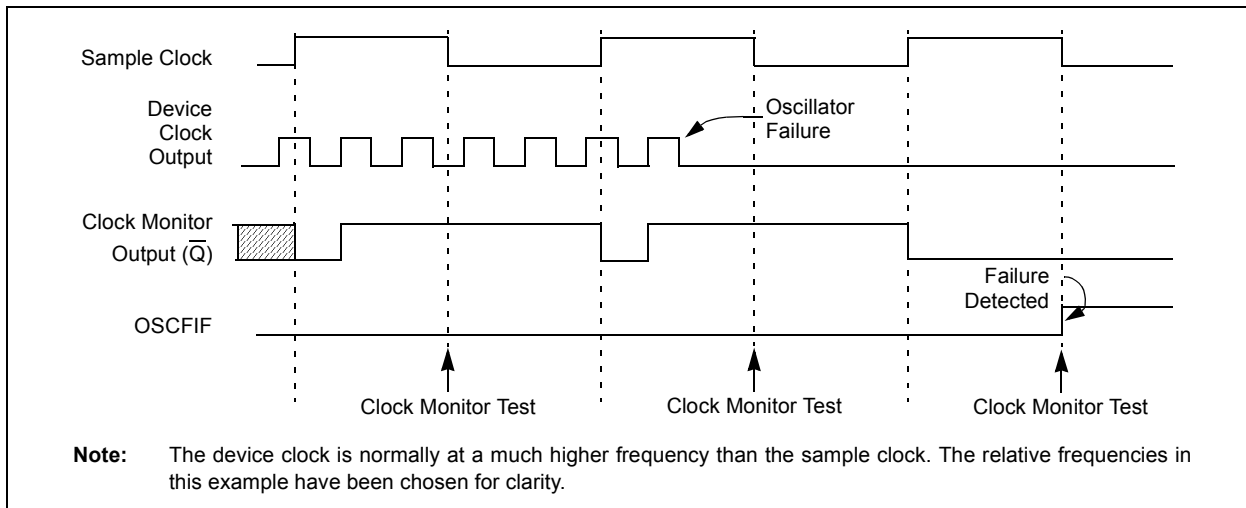 Sample Clock
Device
Clock
Output
Oscillator
Failure
Clock Monitor
Output (Q̅)
Failure
Detected
OSCFIF
Clock Monitor Test
Clock Monitor Test
Clock Monitor Test
Note: The device clock is normally at a much higher frequency than the sample clock. The relative frequencies in
this example have been chosen for clarity.